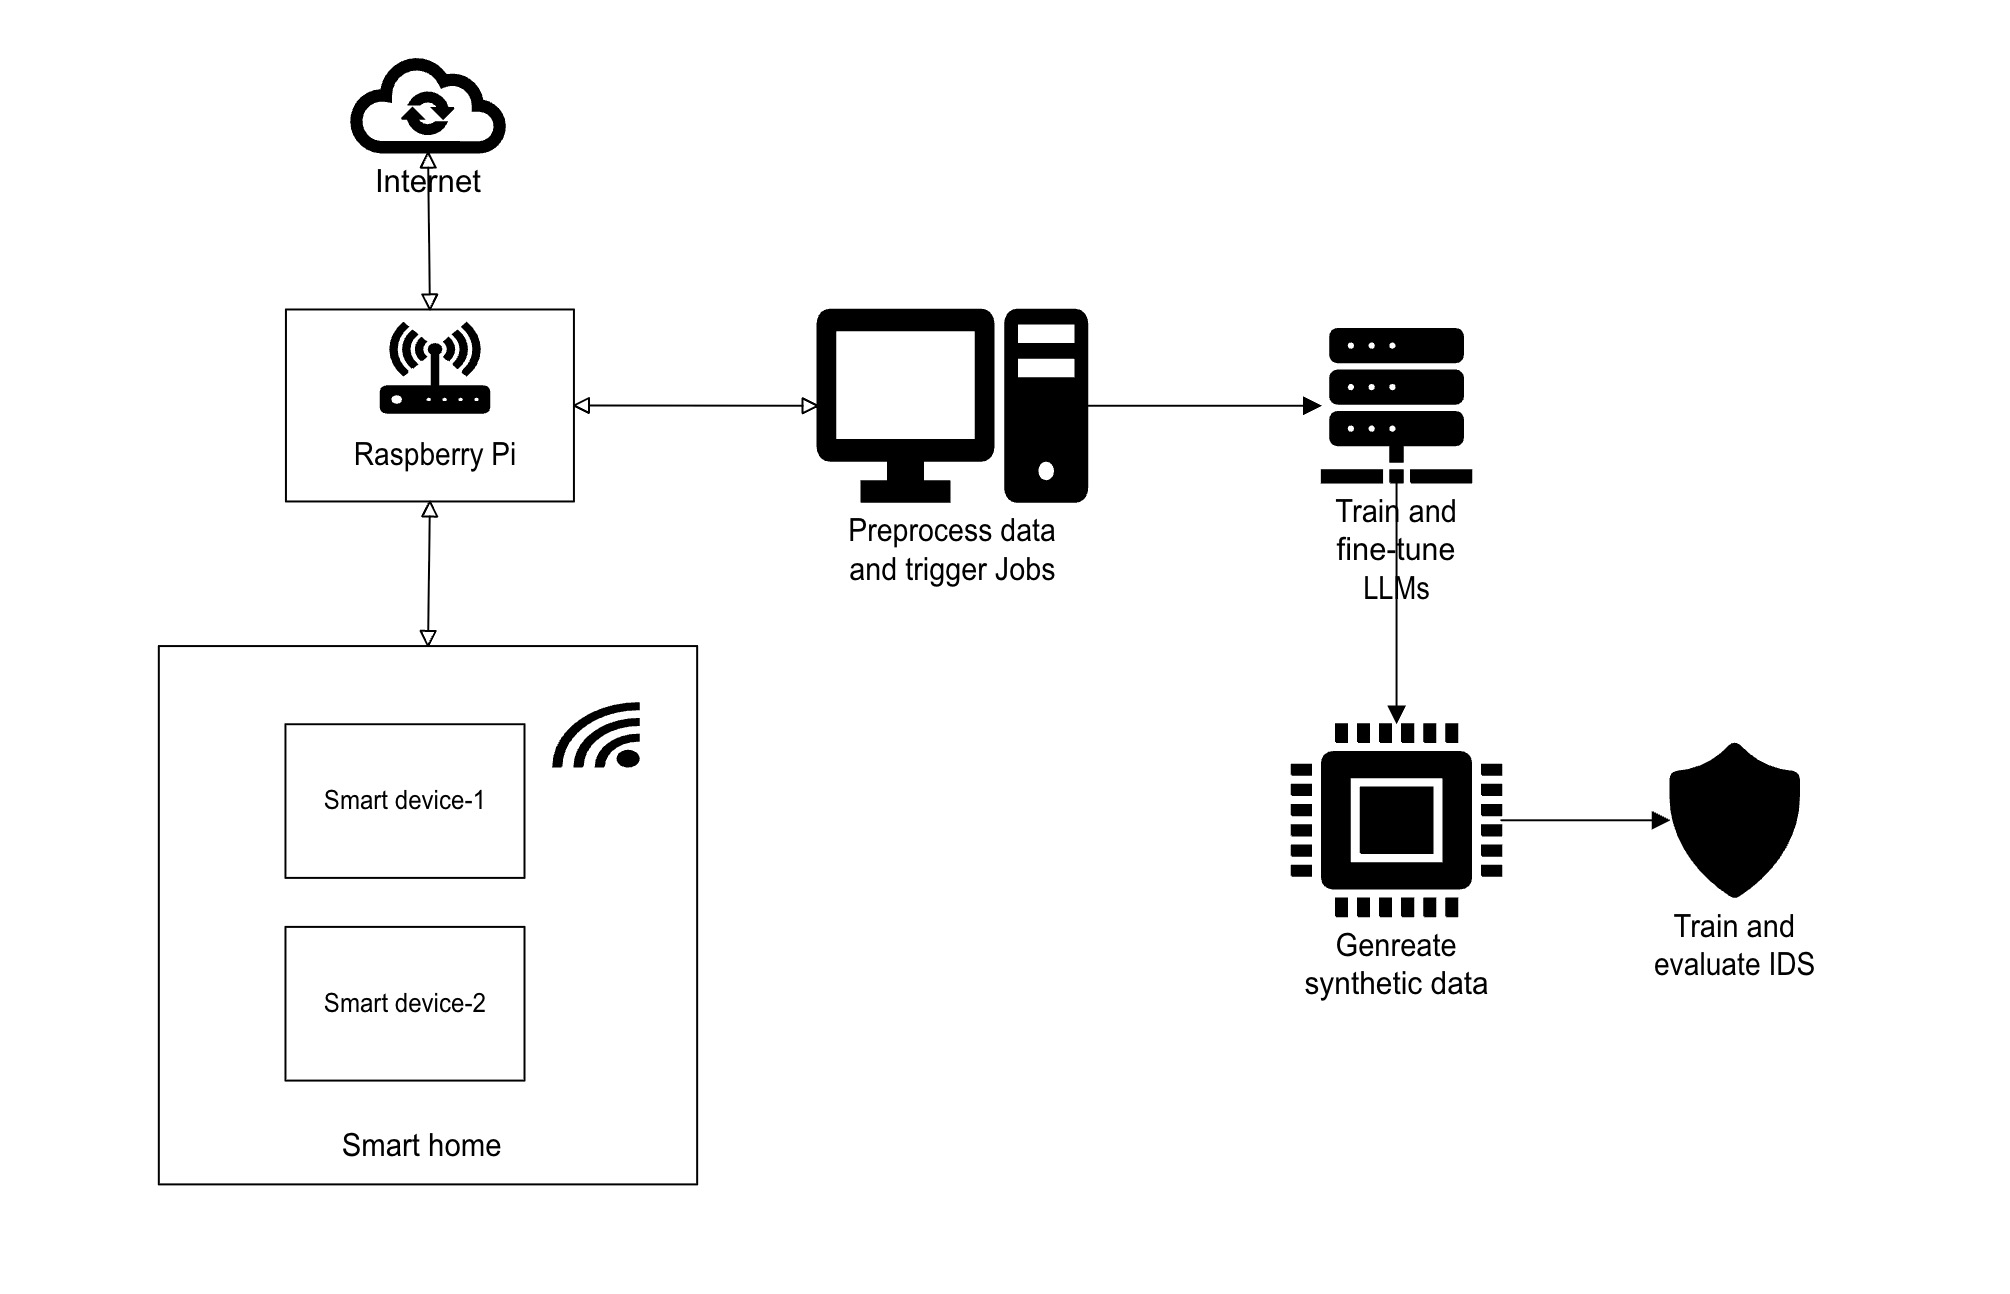 Internet
Raspberry Pi
Preprocess data
and trigger Jobs
Train and
fine-tune
LLMs
Smart device-1
Smart device-2
Smart home
Genreate
synthetic data
Train and
evaluate IDS